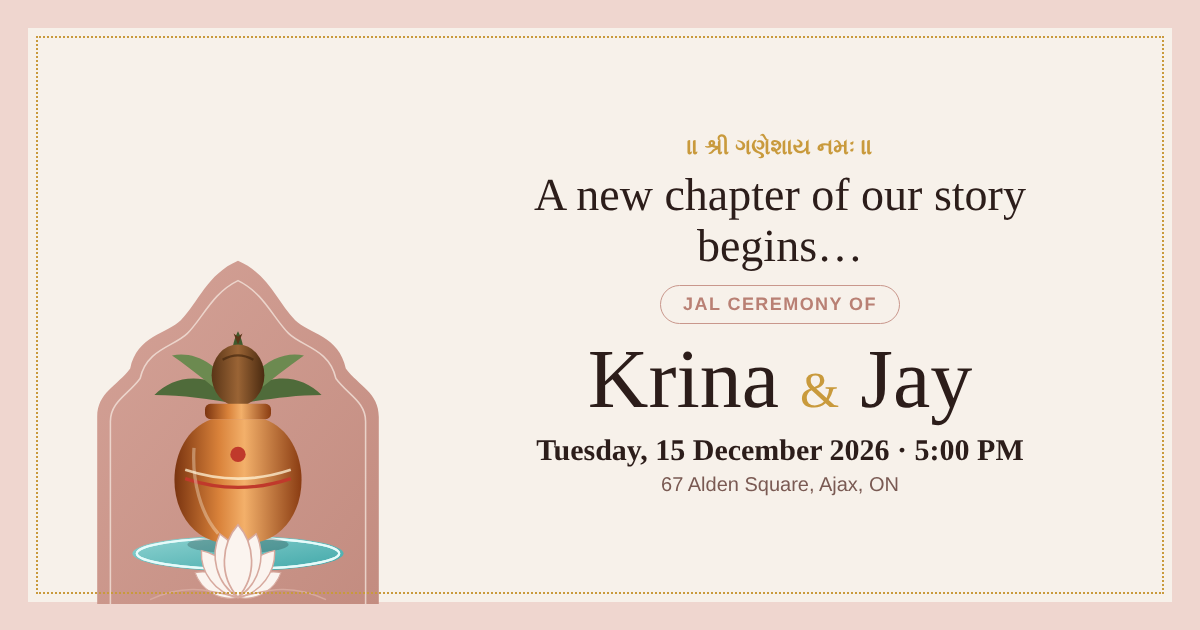 ॥ શ્રી ગણેશાય નમઃ ॥
A new chapter of our story
begins…
JAL CEREMONY OF
Krina & Jay
Tuesday, 15 December 2026 · 5:00 PM
67 Alden Square, Ajax, ON